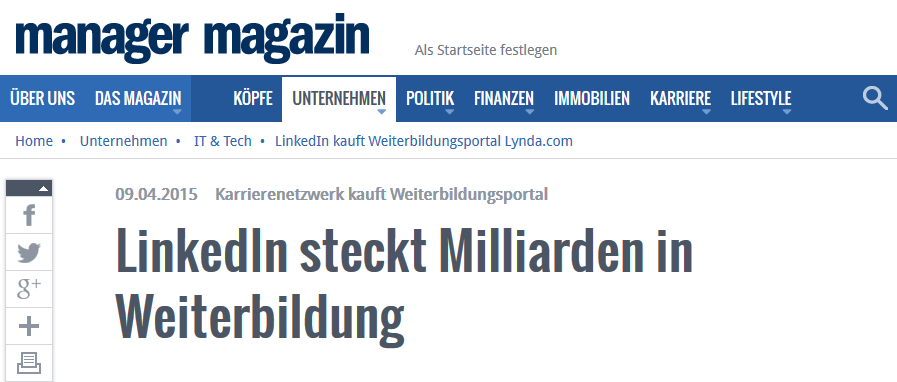 manager magazin
Als Startseite festlegen
ÜBER UNS DAS MAGAZIN KÖPFE UNTERNEHMEN POLITIK FINANZEN IMMOBILIEN KARRIERE LIFESTYLE
Home • Unternehmen • IT & Tech • LinkedIn kauft Weiterbildungsportal Lynda.com
09.04.2015 Karrierenetzwerk kauft Weiterbildungsportal
LinkedIn steckt Milliarden in
Weiterbildung
g+